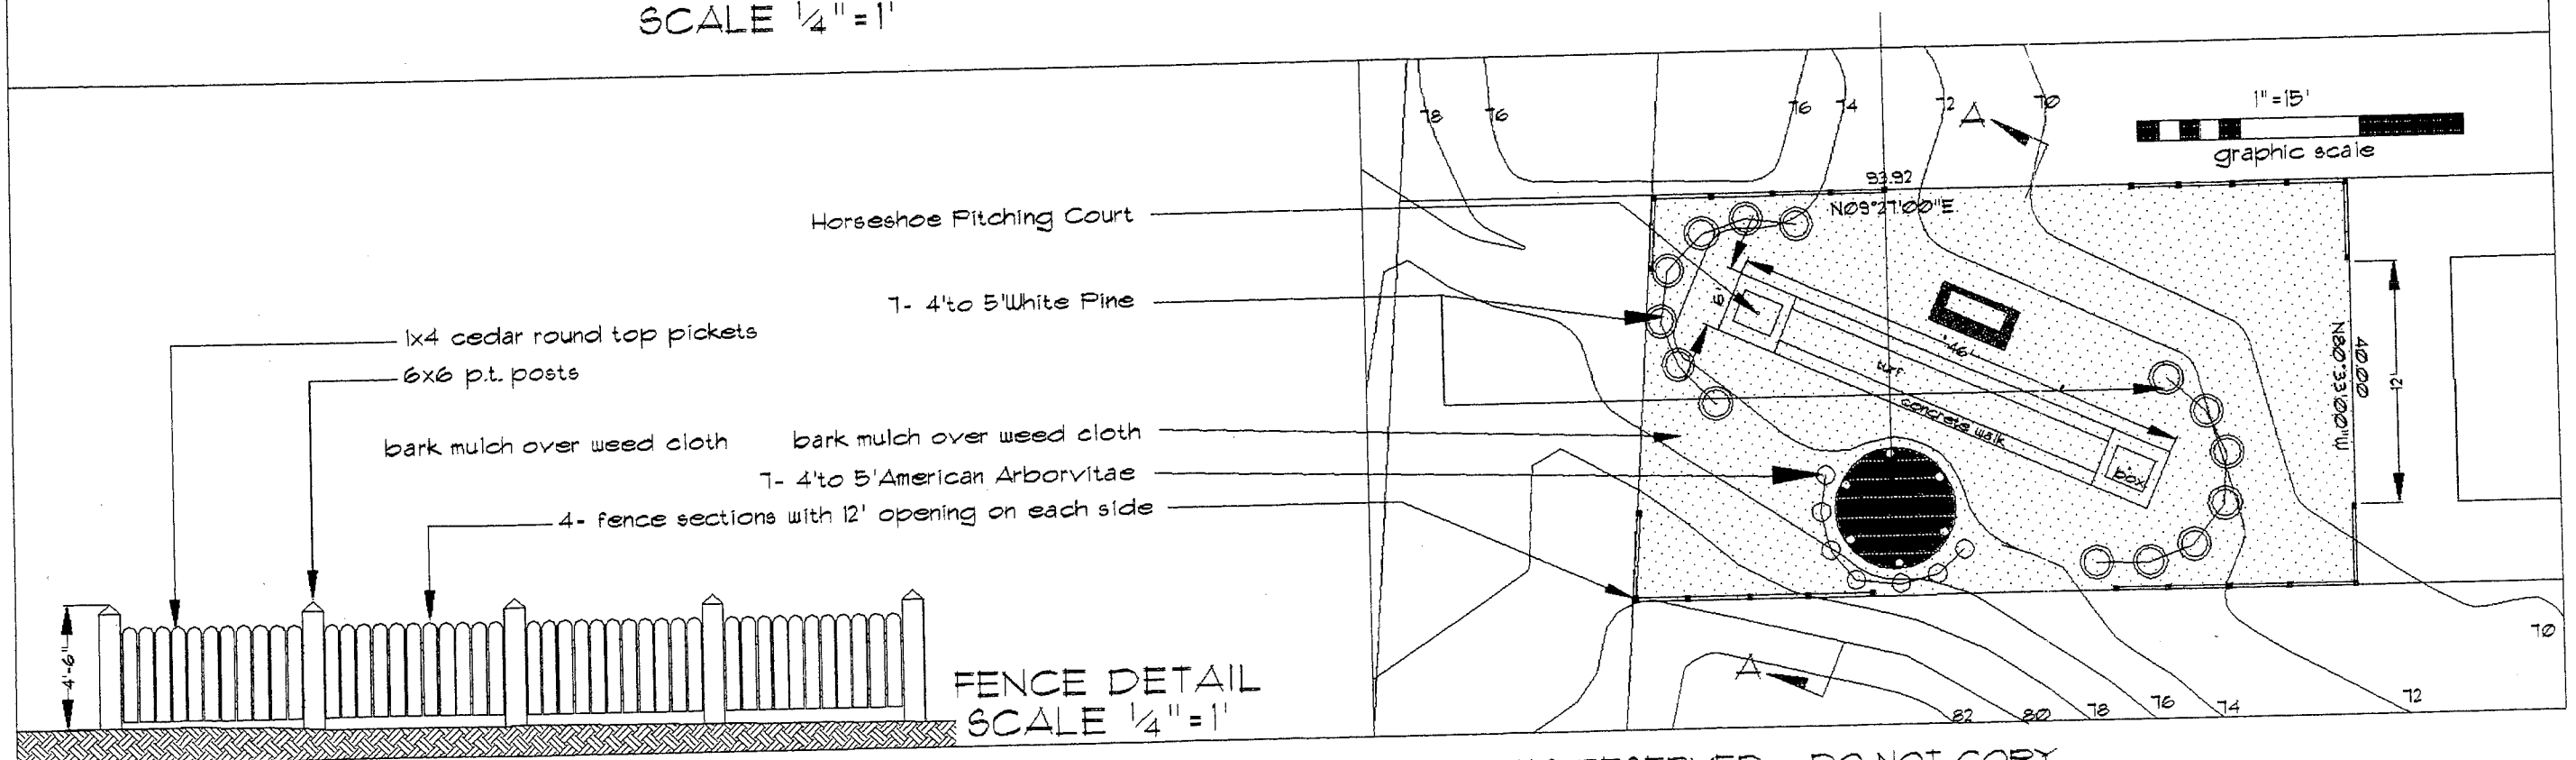 SCALE 1/4"=1'
Horseshoe Pitching Court
7- 4'to 5'White Pine
1x4 cedar round top pickets
6x6 p.t. posts
bark mulch over weed cloth
bark mulch over weed cloth
7- 4'to 5'American Arborvitae
4- fence sections with 12' opening on each side
4'-6"
FENCE DETAIL
SCALE 1/4"=1'
78
76
76
74
72
A
70
1"=15'
graphic scale
93.92
N09°27'00"E
6'
46'
turf
concrete walk
box
N80°33'00"W
40.00
12'
A
82
80
78
76
74
72
70
RESERVED DO NOT COPY